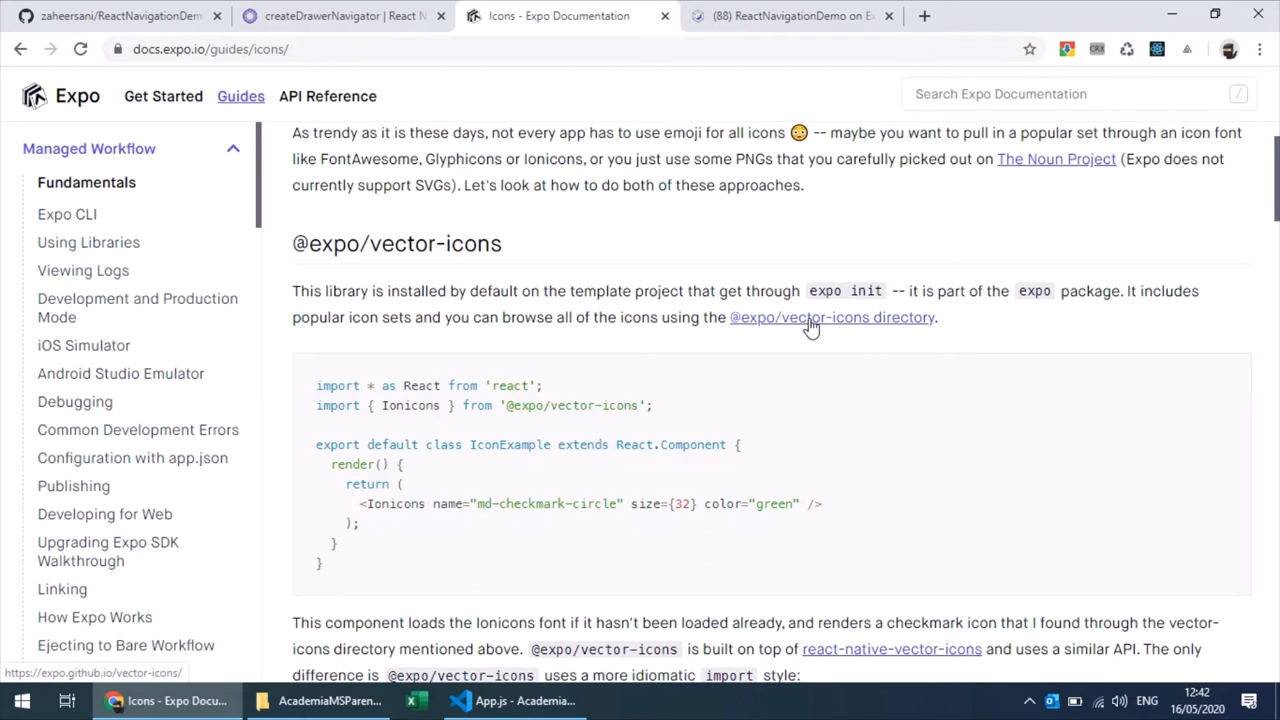 zaheersani/ReactNavigationDem
createDrawerNavigator | React N
Icons - Expo Documentation
(88) ReactNavigationDemo on Ex
docs.expo.io/guides/icons/
CRX
Expo
Get Started
Guides
API Reference
Search Expo Documentation
/
Managed Workflow
Fundamentals
Expo CLI
Using Libraries
Viewing Logs
Development and Production
Mode
iOS Simulator
Android Studio Emulator
Debugging
Common Development Errors
Configuration with app.json
Publishing
Developing for Web
Upgrading Expo SDK
Walkthrough
Linking
How Expo Works
Ejecting to Bare Workflow
As trendy as it is these days, not every app has to use emoji for all icons 😳 -- maybe you want to pull in a popular set through an icon font
like FontAwesome, Glyphicons or Ionicons, or you just use some PNGs that you carefully picked out on The Noun Project (Expo does not
currently support SVGs). Let's look at how to do both of these approaches.
@expo/vector-icons
This library is installed by default on the template project that get through expo init -- it is part of the expo package. It includes
popular icon sets and you can browse all of the icons using the @expo/vector-icons directory.
import * as React from 'react';
import { Ionicons } from '@expo/vector-icons';
export default class IconExample extends React.Component {
render() {
return (
<Ionicons name="md-checkmark-circle" size={32} color="green" />
);
}
}
This component loads the Ionicons font if it hasn't been loaded already, and renders a checkmark icon that I found through the vector-
icons directory mentioned above. @expo/vector-icons is built on top of react-native-vector-icons and uses a similar API. The only
difference is @expo/vector-icons uses a more idiomatic import style:
https://expo.github.io/vector-icons/
Icons - Expo Docu...
AcademiaMSParen...
App.js - Academia...
ENG
12:42
16/05/2020